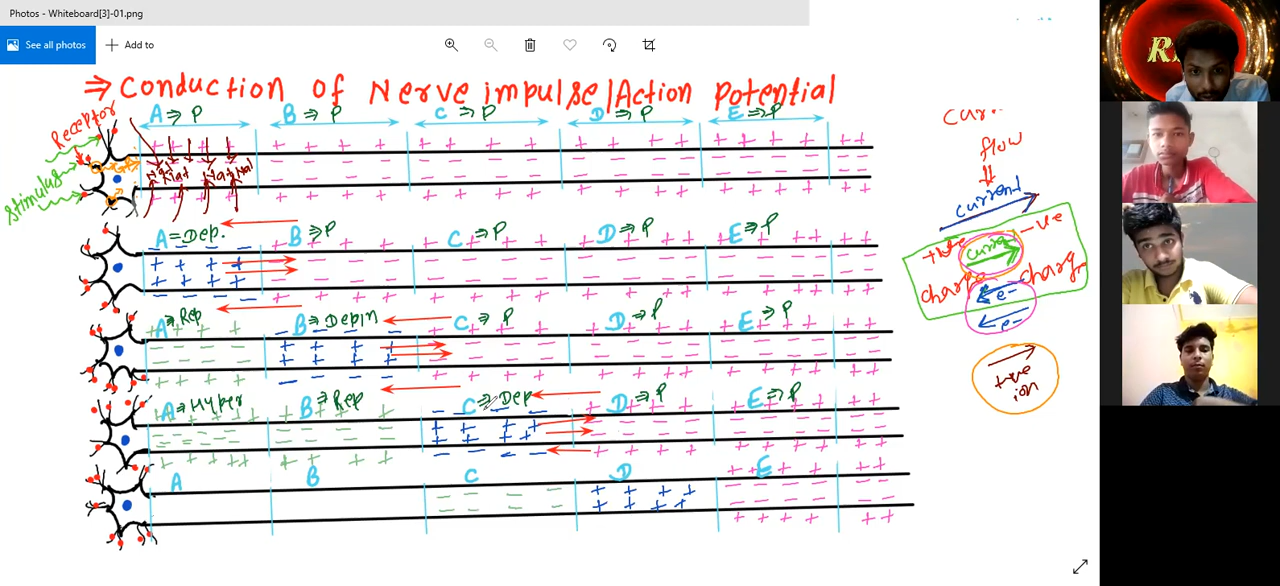 Photos - Whiteboard[3]-01.png
See all photos
Add to
⇒ Conduction of Nerve impulse/Action Potential
Receptor
stimulus
A ⇒ P B ⇒ P C ⇒ P D ⇒ P E ⇒ P
A = Dep. B ⇒ P C ⇒ P D ⇒ P E ⇒ P
A ⇒ Rep B ⇒ Depin C ⇒ P D ⇒ P E ⇒ P
A ⇒ Hyper B ⇒ Rep C ⇒ Dep D ⇒ P E ⇒ P
A B C D E
flow
current
+ve charge
-ve charge
e-
e-
+ve ion